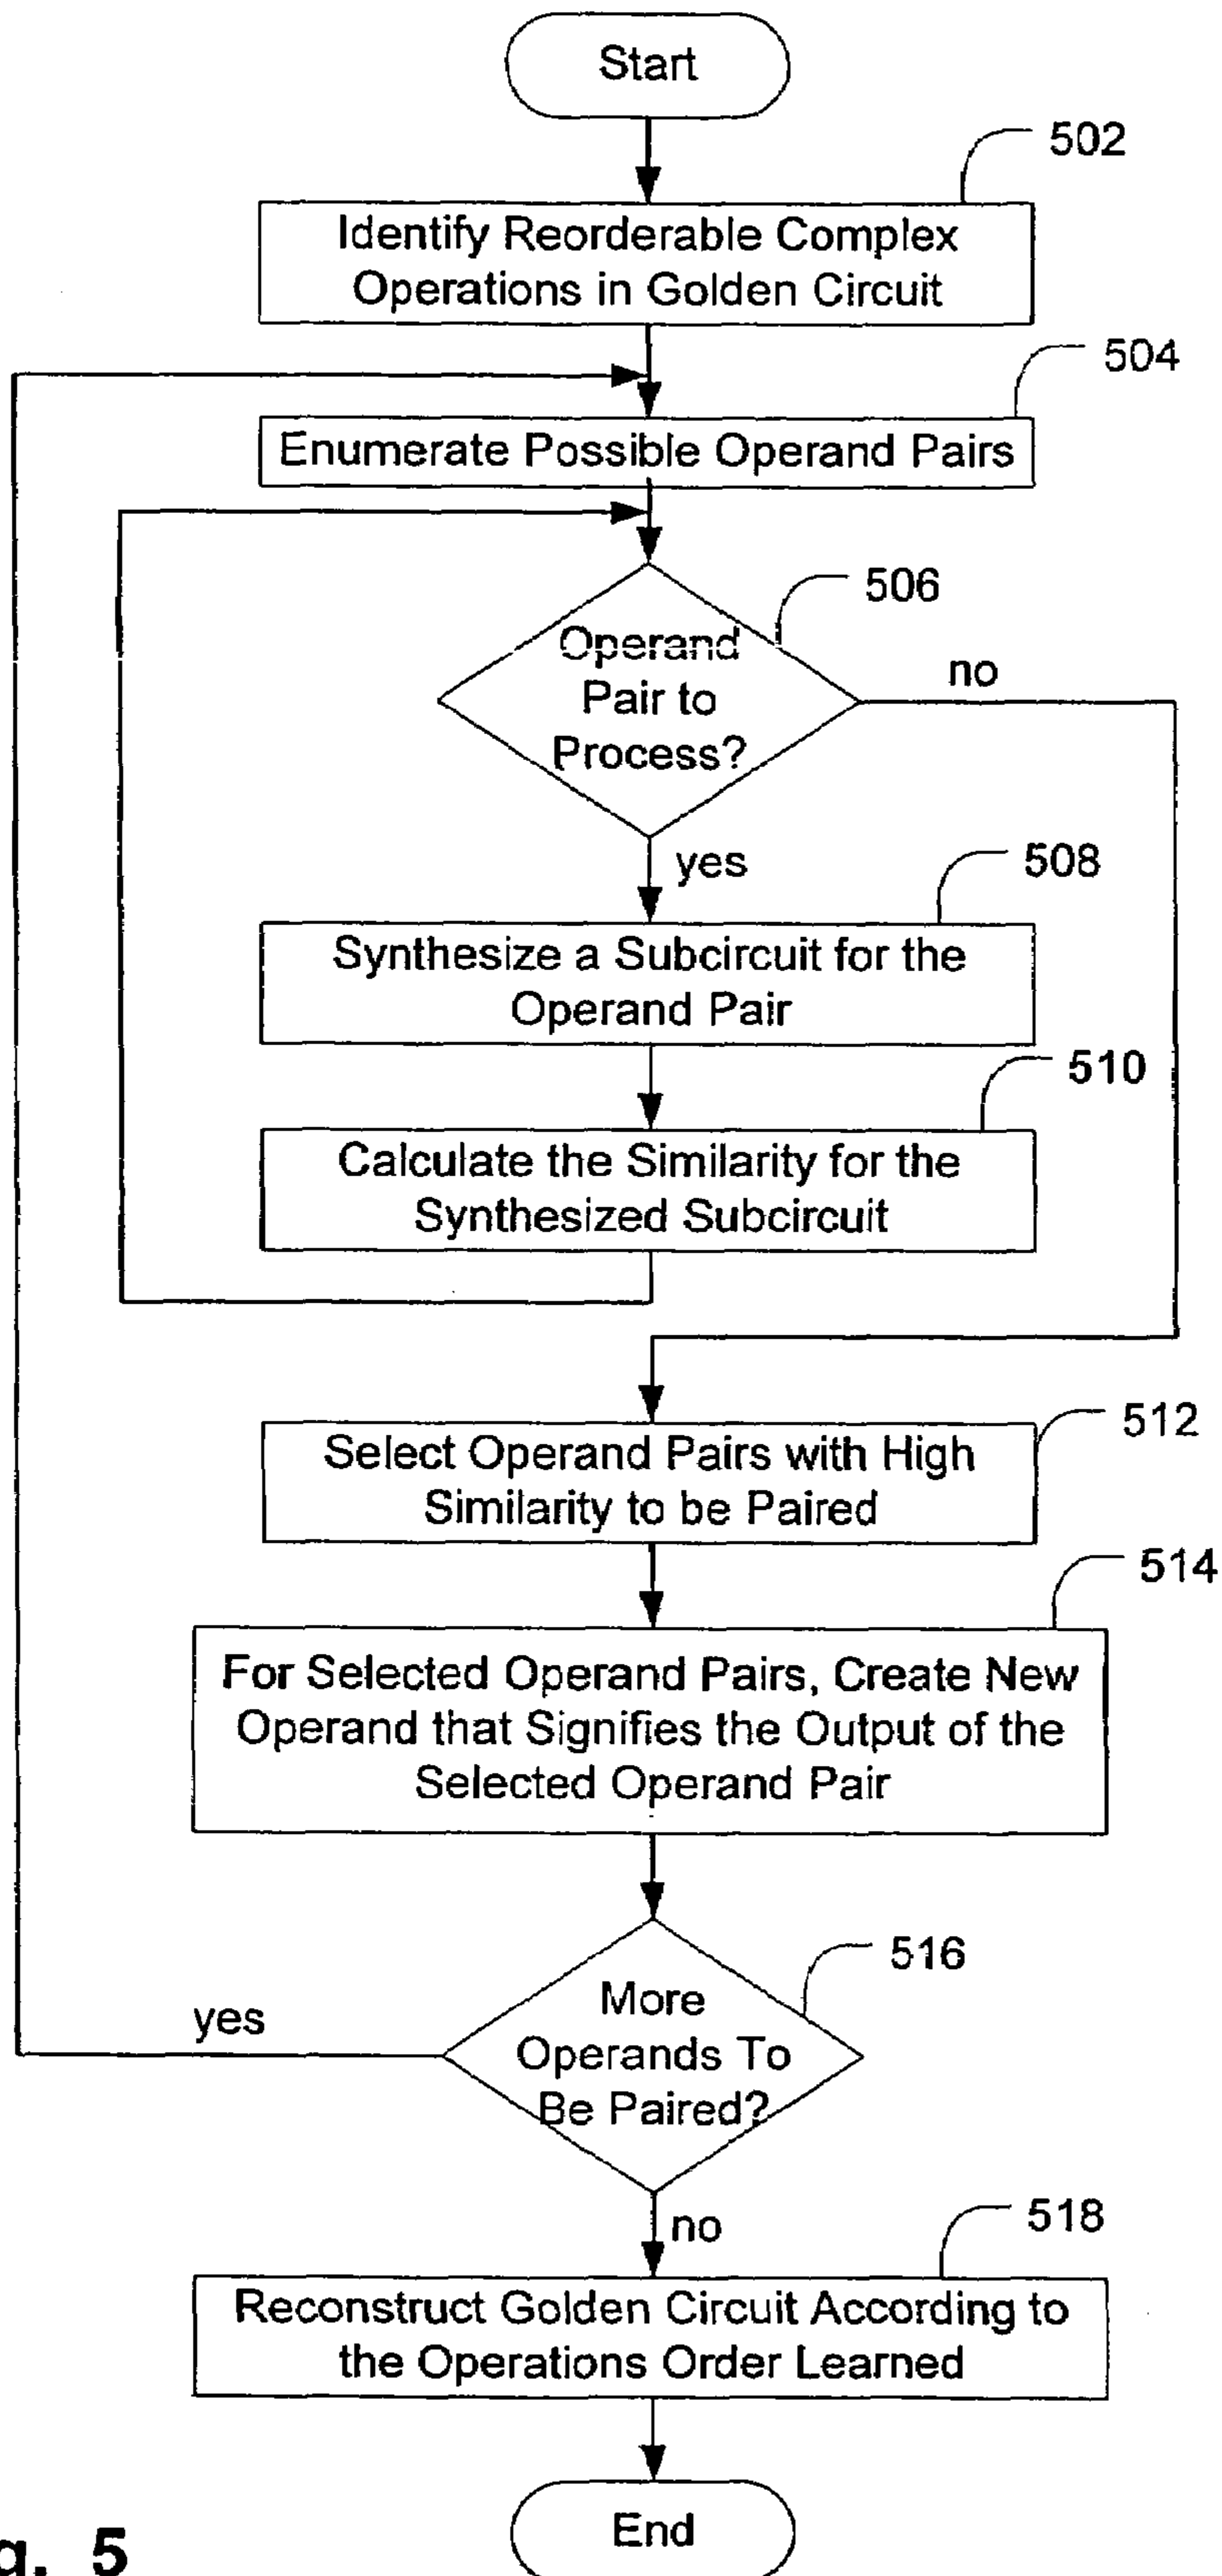 Start
502
Identify Reorderable Complex
Operations in Golden Circuit
504
Enumerate Possible Operand Pairs
506
Operand
Pair to
Process?
no
yes
508
Synthesize a Subcircuit for the
Operand Pair
510
Calculate the Similarity for the
Synthesized Subcircuit
512
Select Operand Pairs with High
Similarity to be Paired
514
For Selected Operand Pairs, Create New
Operand that Signifies the Output of the
Selected Operand Pair
516
More
Operands To
Be Paired?
yes
no
518
Reconstruct Golden Circuit According to
the Operations Order Learned
End
g. 5